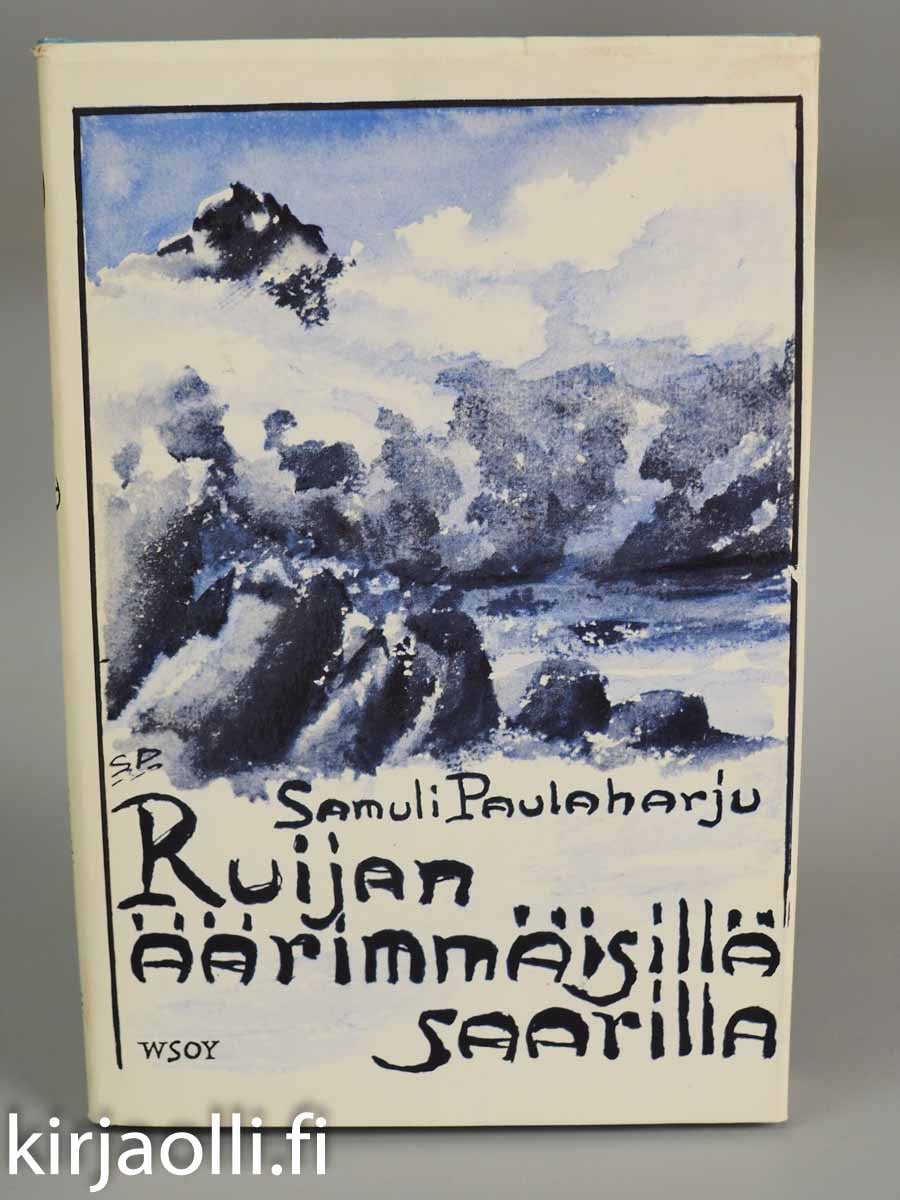 S.P.
Samuli Paulaharju
Ruijan
äärimmäisillä
saarilla
WSOY
kirjaolli.fi